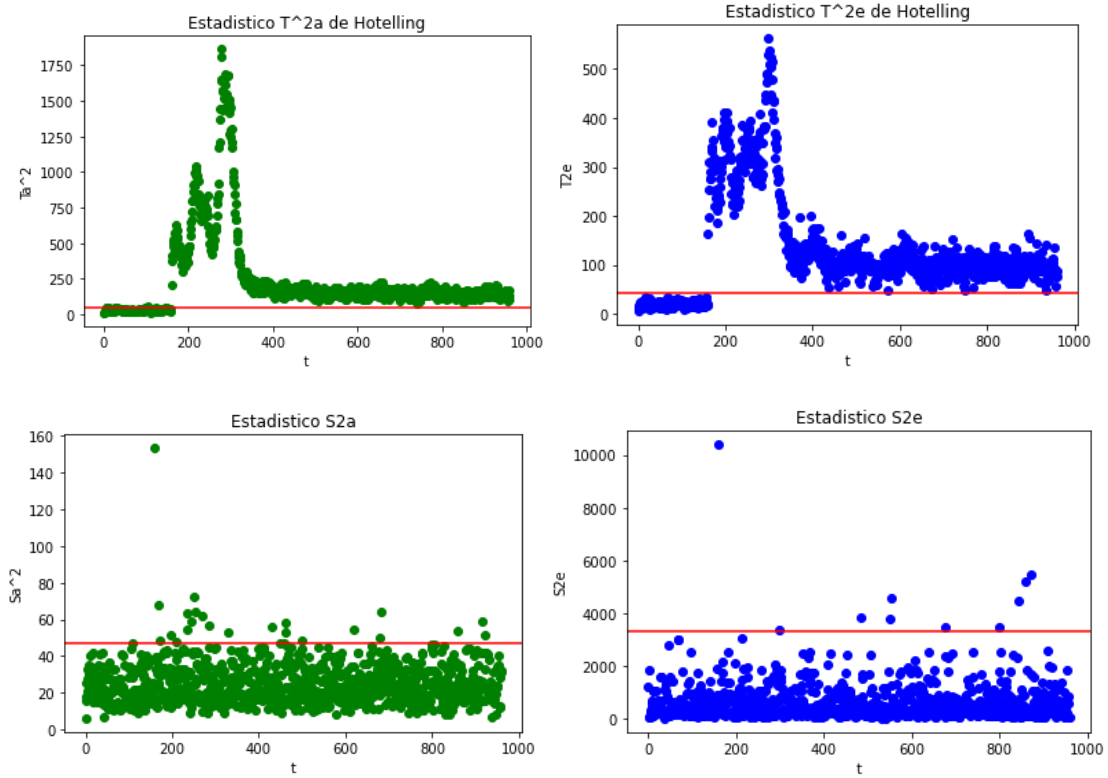 Estadistico T^2a de Hotelling
Ta^2
1750
1500
1250
1000
750
500
250
0
0 200 400 600 800 1000
t
Estadistico T^2e de Hotelling
T2e
500
400
300
200
100
0
0 200 400 600 800 1000
t
Estadistico S2a
Sa^2
160
140
120
100
80
60
40
20
0
0 200 400 600 800 1000
t
Estadistico S2e
S2e
10000
8000
6000
4000
2000
0
0 200 400 600 800 1000
t